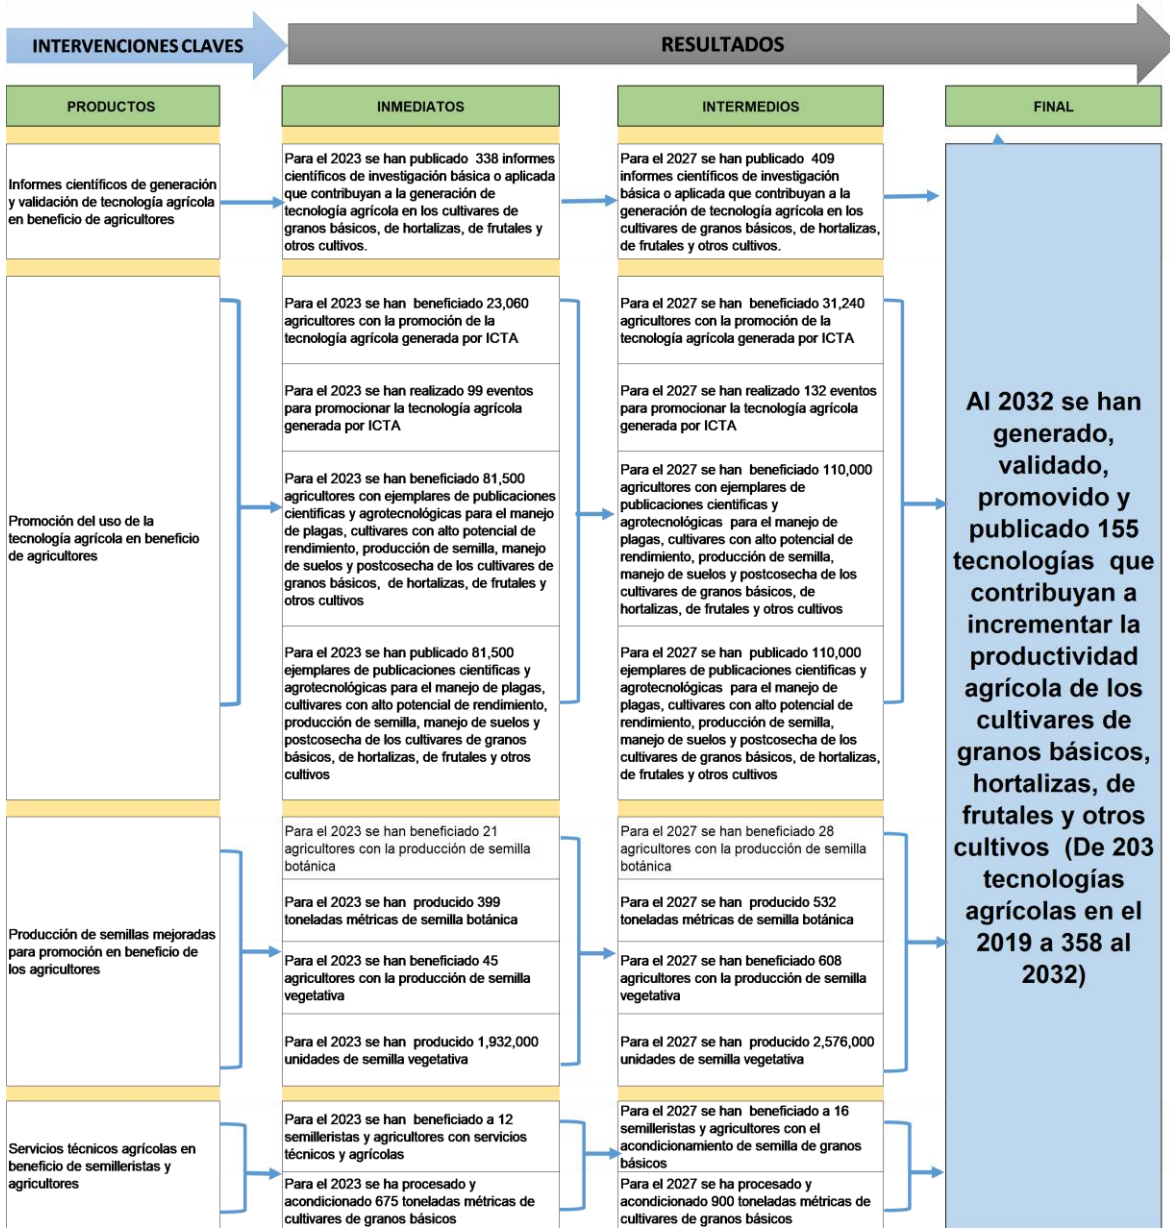 INTERVENCIONES CLAVES
RESULTADOS
PRODUCTOS
INMEDIATOS
INTERMEDIOS
FINAL
Informes científicos de generación
y validación de tecnología agrícola
en beneficio de agricultores
Para el 2023 se han publicado 338 informes
científicos de investigación básica o aplicada
que contribuyan a la generación de
tecnología agrícola en los cultivares de
granos básicos, de hortalizas, de frutales y
otros cultivos.
Para el 2027 se han publicado 409
informes científicos de investigación
básica o aplicada que contribuyan a la
generación de tecnología agrícola en los
cultivares de granos básicos, de hortalizas,
de frutales y otros cultivos.
Promoción del uso de la
tecnología agrícola en beneficio
de agricultores
Para el 2023 se han beneficiado 23,060
agricultores con la promoción de la
tecnología agrícola generada por ICTA
Para el 2027 se han beneficiado 31,240
agricultores con la promoción de la
tecnología agrícola generada por ICTA
Para el 2023 se han realizado 99 eventos
para promocionar la tecnología agrícola
generada por ICTA
Para el 2027 se han realizado 132 eventos
para promocionar la tecnología agrícola
generada por ICTA
Para el 2023 se han beneficiado 81,500
agricultores con ejemplares de publicaciones
cientificas y agrotecnológicas para el manejo
de plagas, cultivares con alto potencial de
rendimiento, producción de semilla, manejo
de suelos y postcosecha de los cultivares de
granos básicos, de hortalizas, de frutales y
otros cultivos
Para el 2027 se han beneficiado 110,000
agricultores con ejemplares de
publicaciones cientificas y
agrotecnológicas para el manejo de
plagas, cultivares con alto potencial de
rendimiento, producción de semilla,
manejo de suelos y postcosecha de los
cultivares de granos básicos, de
hortalizas, de frutales y otros cultivos
Para el 2023 se han publicado 81,500
ejemplares de publicaciones cientificas y
agrotecnológicas para el manejo de plagas,
cultivares con alto potencial de rendimiento,
producción de semilla, manejo de suelos y
postcosecha de los cultivares de granos
básicos, de hortalizas, de frutales y otros
cultivos
Para el 2027 se han publicado 110,000
ejemplares de publicaciones cientificas y
agrotecnológicas para el manejo de
plagas, cultivares con alto potencial de
rendimiento, producción de semilla,
manejo de suelos y postcosecha de los
cultivares de granos básicos, de hortalizas,
de frutales y otros cultivos
Producción de semillas mejoradas
para promoción en beneficio de
los agricultores
Para el 2023 se han beneficiado 21
agricultores con la producción de semilla
botánica
Para el 2027 se han beneficiado 28
agricultores con la producción de semilla
botánica
Para el 2023 se han producido 399
toneladas métricas de semilla botánica
Para el 2027 se han producido 532
toneladas métricas de semilla botánica
Para el 2023 se han beneficiado 45
agricultores con la producción de semilla
vegetativa
Para el 2027 se han beneficiado 608
agricultores con la producción de semilla
vegetativa
Para el 2023 se han producido 1,932,000
unidades de semilla vegetativa
Para el 2027 se han producido 2,576,000
unidades de semilla vegetativa
Servicios técnicos agrícolas en
beneficio de semilleristas y
agricultores
Para el 2023 se han beneficiado a 12
semilleristas y agricultores con servicios
técnicos y agrícolas
Para el 2027 se han beneficiado a 16
semilleristas y agricultores con el
acondicionamiento de semilla de granos
básicos
Para el 2023 se ha procesado y
acondicionado 675 toneladas métricas de
cultivares de granos básicos
Para el 2027 se ha procesado y
acondicionado 900 toneladas métricas de
cultivares de granos básicos
Al 2032 se han
generado,
validado,
promovido y
publicado 155
tecnologías que
contribuyan a
incrementar la
productividad
agrícola de los
cultivares de
granos básicos,
hortalizas, de
frutales y otros
cultivos (De 203
tecnologías
agrícolas en el
2019 a 358 al
2032)